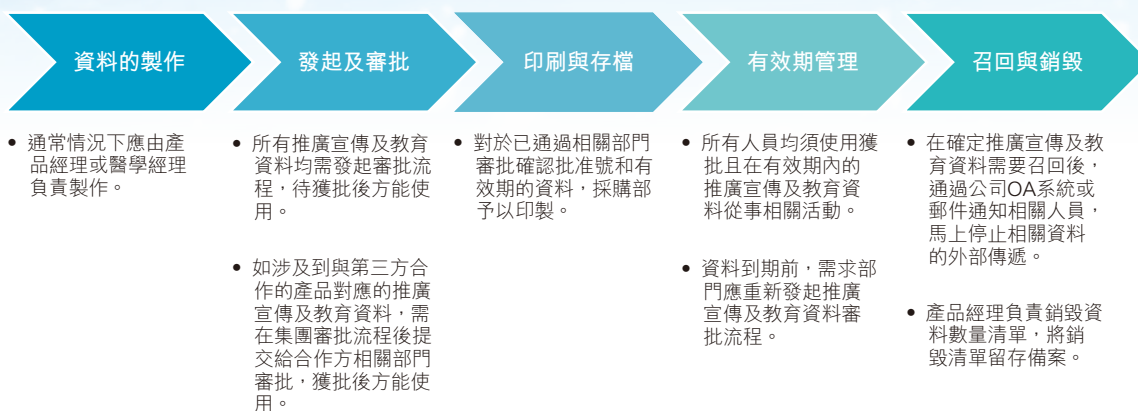 資料的製作
發起及審批
印刷與存檔
有效期管理
召回與銷毀
• 通常情況下應由產
品經理或醫學經理
負責製作。
• 所有推廣宣傳及教育
資料均需發起審批流
程，待獲批後方能使
用。
• 如涉及到與第三方合
作的產品對應的推廣
宣傳及教育資料，需
在集團審批流程後提
交給合作方相關部門
審批，獲批後方能使
用。
• 對於已通過相關部門
審批確認批准號和有
效期的資料，採購部
予以印製。
• 所有人員均須使用獲
批且在有效期內的
推廣宣傳及教育資
料從事相關活動。
• 資料到期前，需求部
門應重新發起推廣
宣傳及教育資料審
批流程。
• 在確定推廣宣傳及教
育資料需要召回後，
通過公司OA系統或
郵件通知相關人員，
馬上停止相關資料
的外部傳遞。
• 產品經理負責銷毀資
料數量清單，將銷
毀清單留存備案。